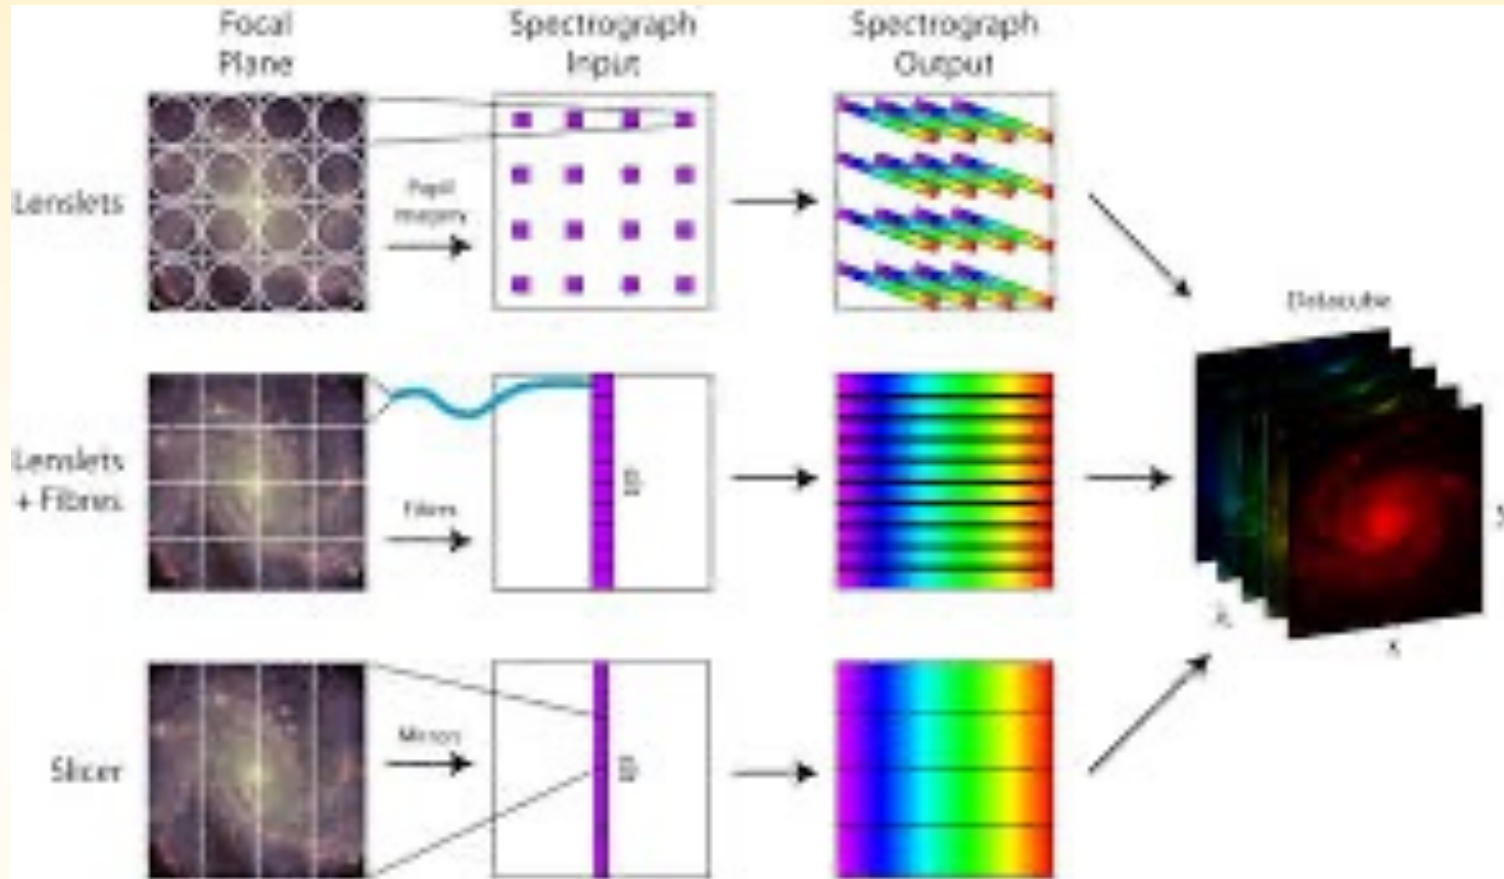 Focal
Plane
Spectrograph
Input
Spectrograph
Output
Lenslets
Pupil
imagery
Datacube
Lenslets
+ Fibres
Fibres
y
λ
x
Slicer
Mirrors